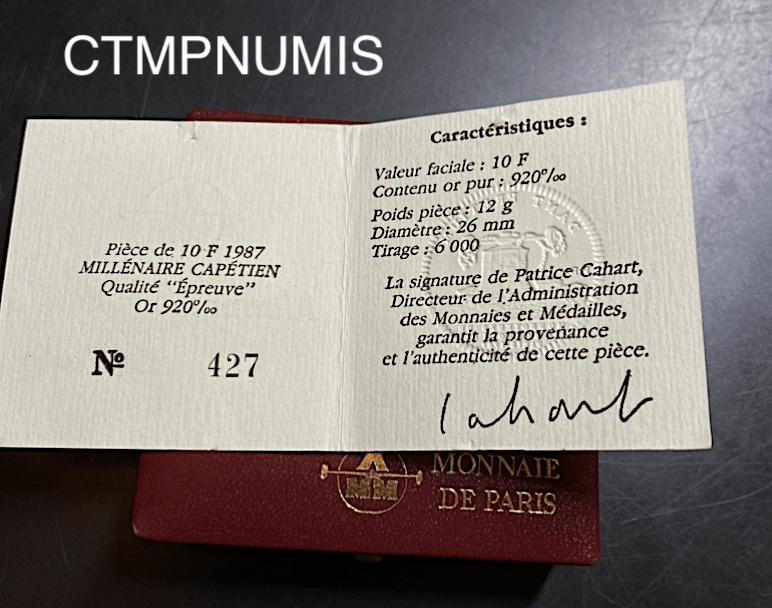 CTMPNUMIS
Pièce de 10 F 1987
MILLÉNAIRE CAPÉTIEN
Qualité "Épreuve"
Or 920‰
Nº 427
Caractéristiques :
Valeur faciale : 10 F
Contenu or pur : 920‰
Poids pièce : 12 g
Diamètre : 26 mm
Tirage : 6 000
La signature de Patrice Cahart,
Directeur de l'Administration
des Monnaies et Médailles,
garantit la provenance
et l'authenticité de cette pièce.
Cahart
MONNAIE
DE PARIS